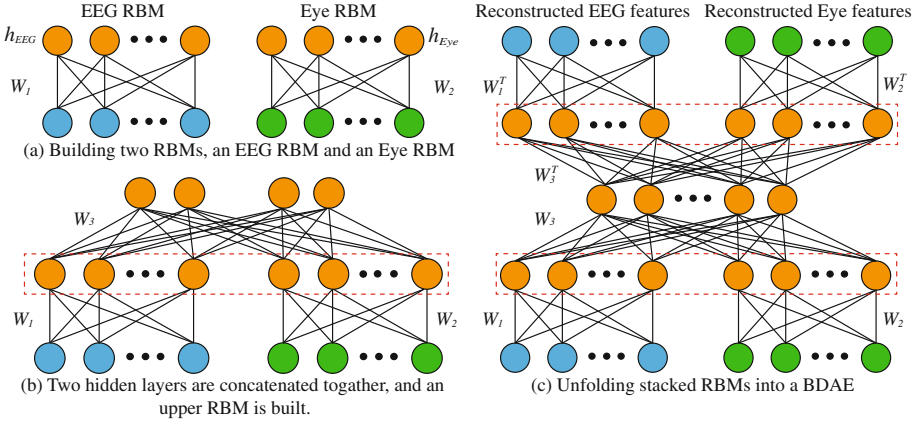 EEG RBM
Eye RBM
h_EEG
h_Eye
W_1
W_2
(a) Building two RBMs, an EEG RBM and an Eye RBM
W_3
W_1
W_2
(b) Two hidden layers are concatenated togather, and an
upper RBM is built.
Reconstructed EEG features
Reconstructed Eye features
W_1^T
W_2^T
W_3^T
W_3
W_1
W_2
(c) Unfolding stacked RBMs into a BDAE